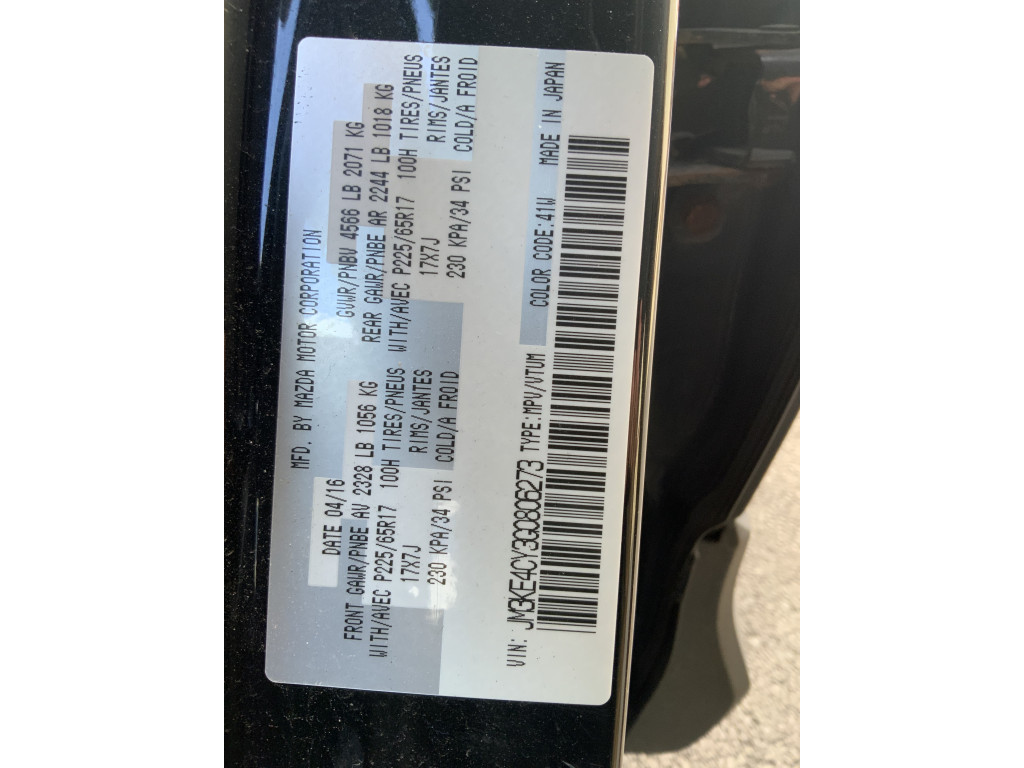 MFD. BY MAZDA MOTOR CORPORATION
DATE 04/16 GVWR/PNBV 4566 LB 2071 KG
FRONT GAWR/PNBE AV 2328 LB 1056 KG REAR GAWR/PNBE AR 2244 LB 1018 KG
WITH/AVEC P225/65R17 100H TIRES/PNEUS WITH/AVEC P225/65R17 100H TIRES/PNEUS
17X7J RIMS/JANTES 17X7J RIMS/JANTES
230 KPA/34 PSI COLD/A FROID 230 KPA/34 PSI COLD/A FROID
VIN: JM3KE4CY3G0806273 TYPE:MPV/VTUM COLOR CODE:41W MADE IN JAPAN